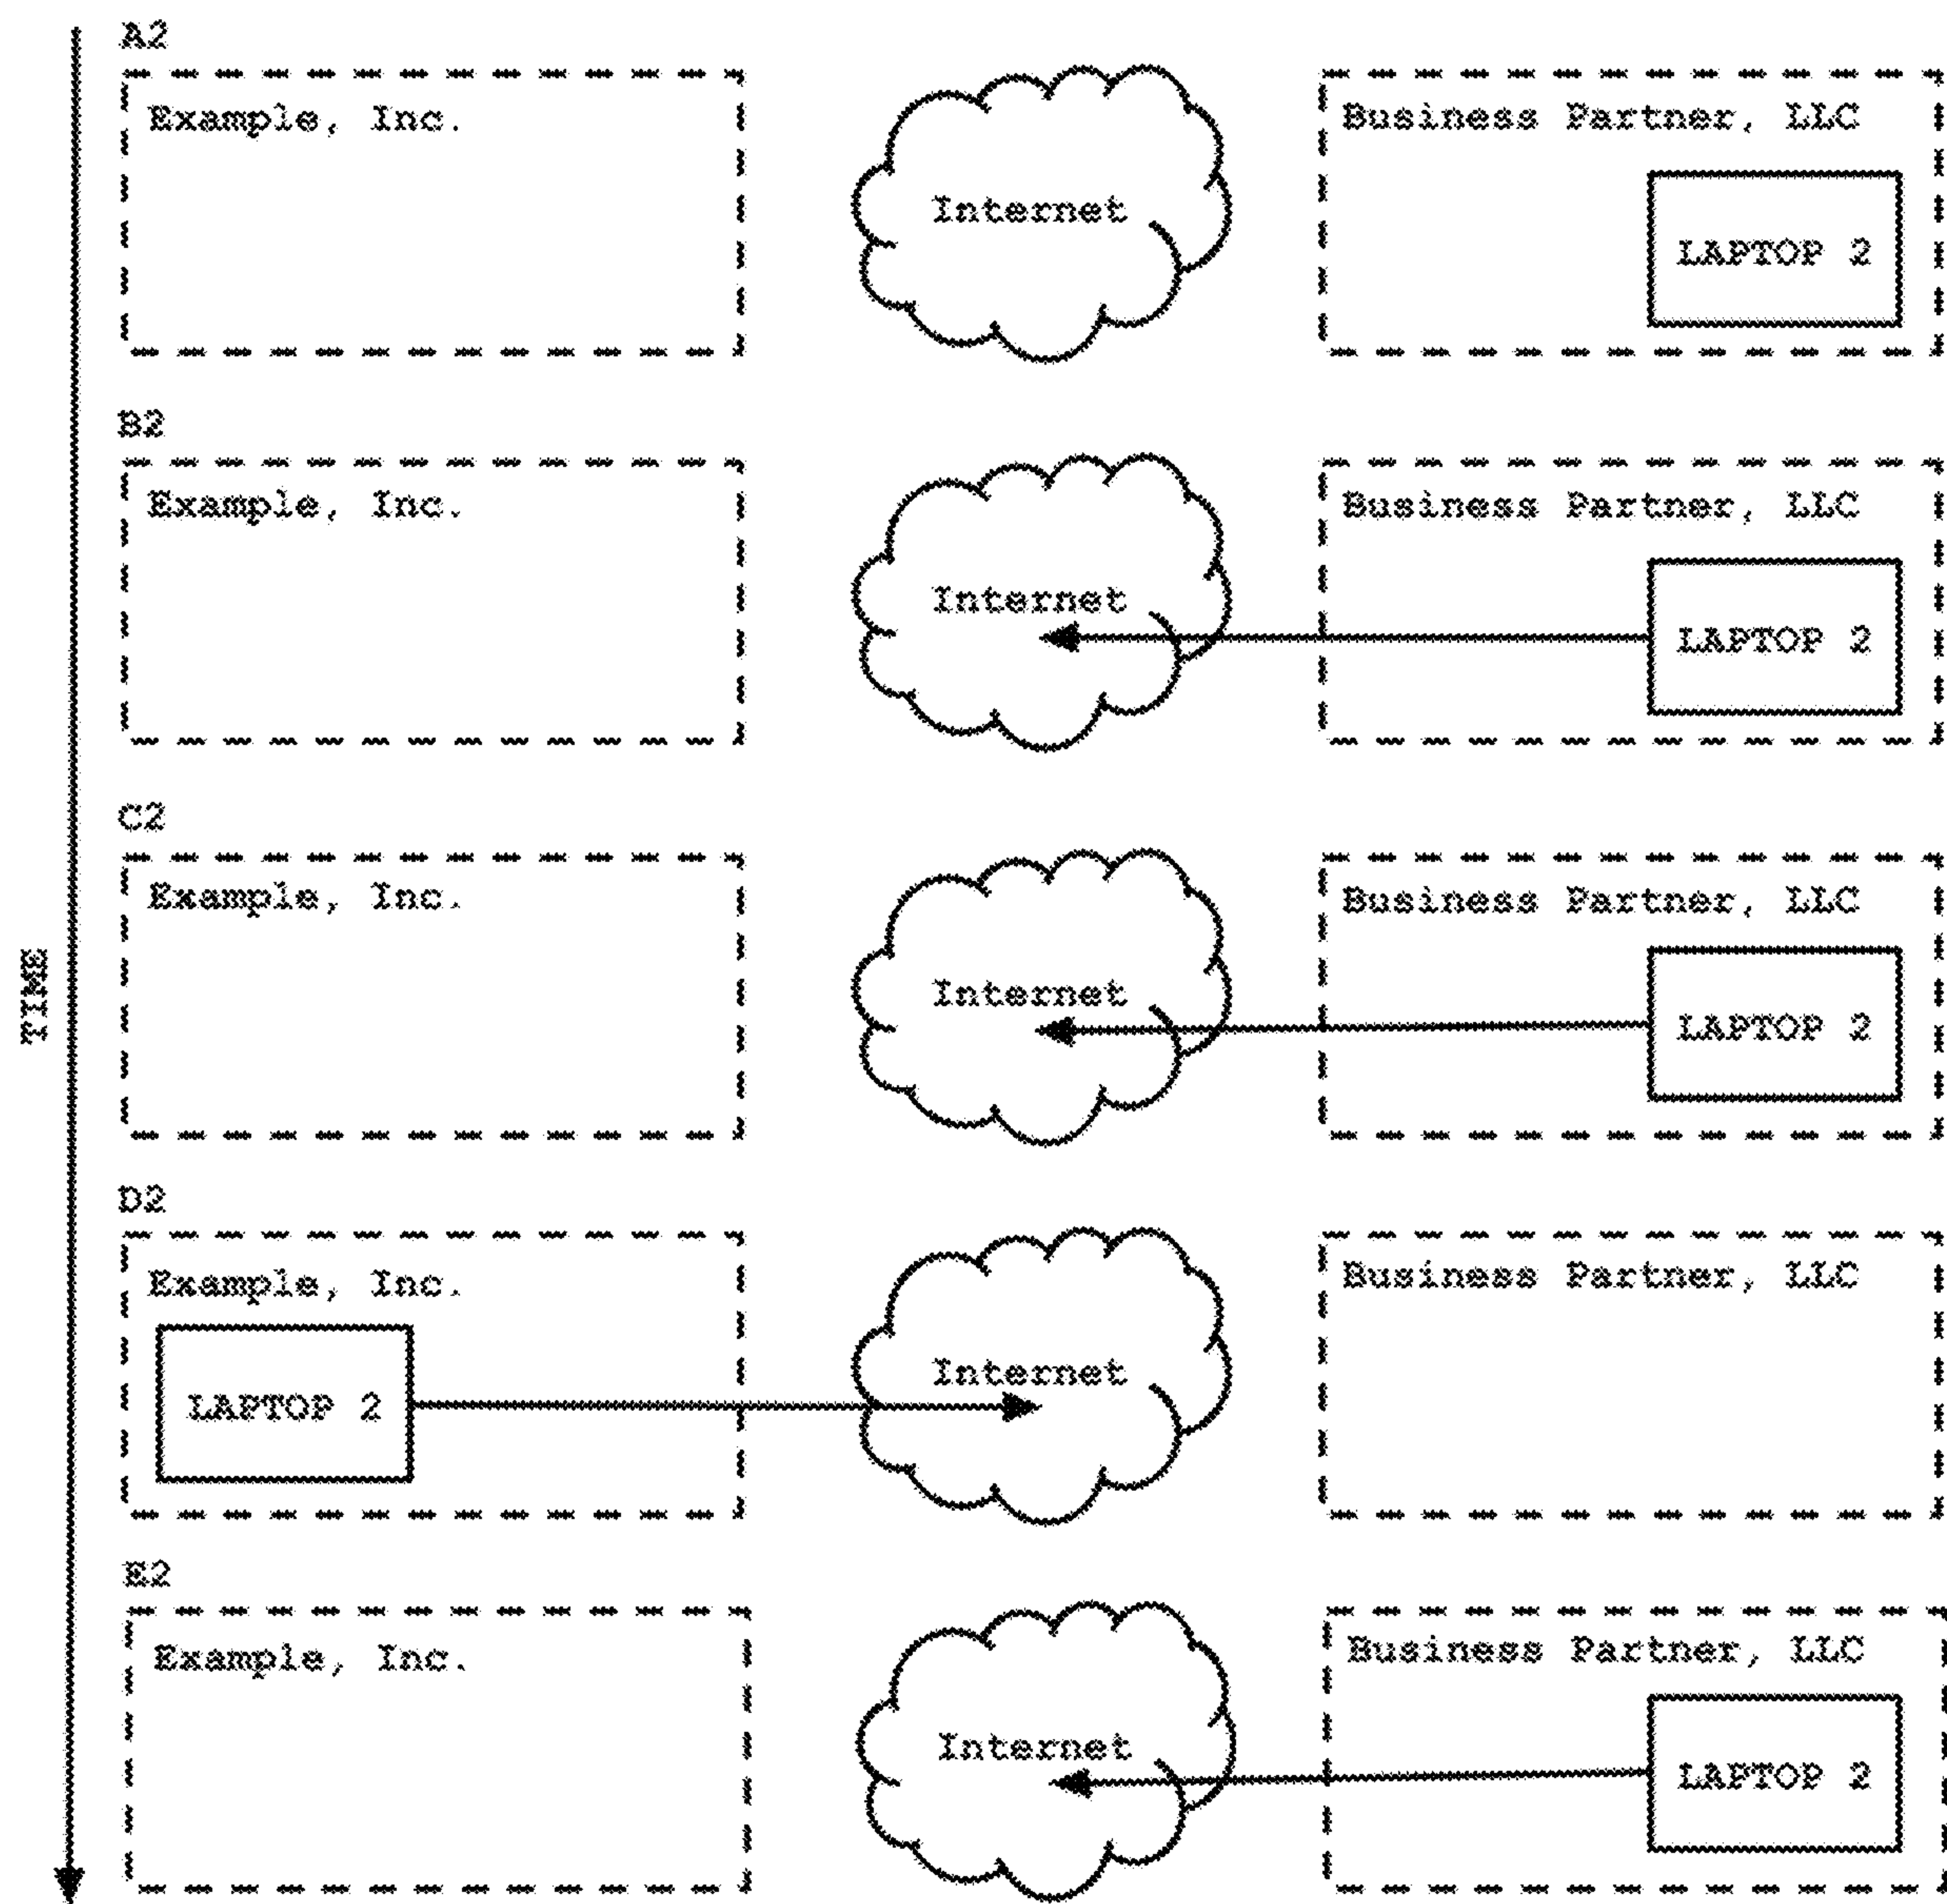 A2
Example, Inc.
Internet
Business Partner, LLC
LAPTOP 2
B2
Example, Inc.
Internet
Business Partner, LLC
LAPTOP 2
C2
Example, Inc.
Internet
Business Partner, LLC
LAPTOP 2
TIME
D2
Example, Inc.
LAPTOP 2
Internet
Business Partner, LLC
E2
Example, Inc.
Internet
Business Partner, LLC
LAPTOP 2